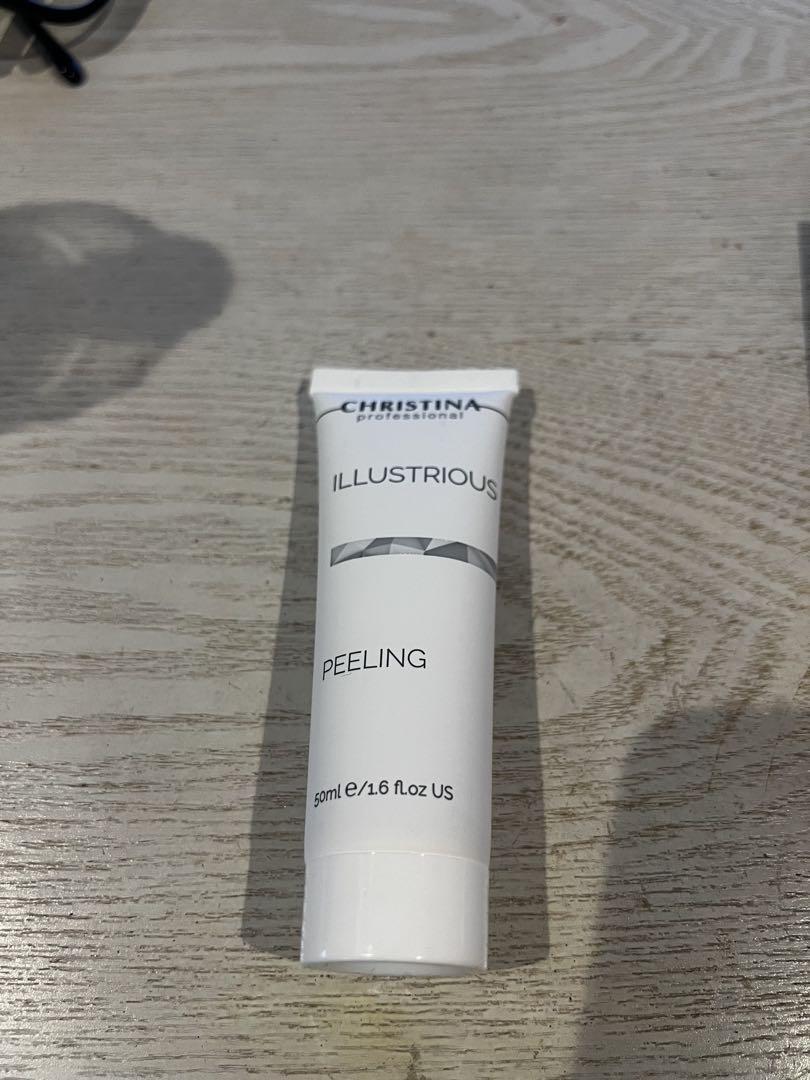 CHRISTINA
professional
ILLUSTRIOUS
PEELING
50ml e/1.6 fl.oz US